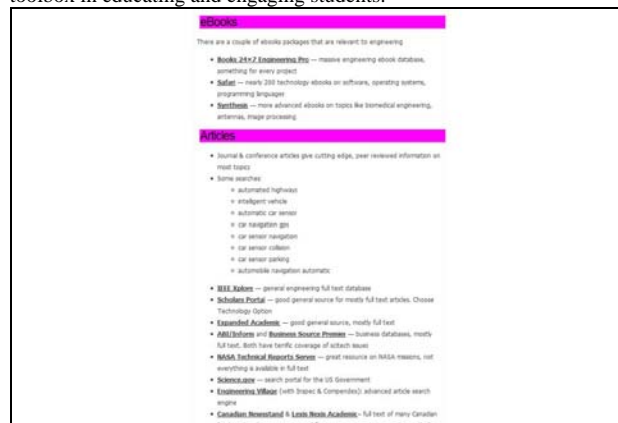 toolbox in educating and engaging students.
eBooks
There are a couple of ebooks packages that are relevant to engineering
Books 24×7 Engineering Pro — massive engineering ebook database,
something for every project
Safari — nearly 200 technology ebooks on software, operating systems,
programming languages
Synthesis — more advanced ebooks on topics like biomedical engineering,
antennas, image processing
Articles
Journal & conference articles give cutting edge, peer reviewed information on
most topics
Some searches:
automated highways
intelligent vehicle
automatic car sensor
car navigation gps
car sensor navigation
car sensor collision
car sensor parking
automobile navigation automatic
IEEE Xplore — general engineering full text database
Scholars Portal — good general source for mostly full text articles. Choose
Technology Option
Expanded Academic — good general source, mostly full text
ABI/Inform and Business Source Premier — business databases, mostly
full text. Both have terrific coverage of scitech issues
NASA Technical Reports Server — great resource on NASA missions, not
everything is available in full text
Science.gov — search portal for the US Government
Engineering Village (with Inspec & Compendex): advanced article search
engine
Canadian Newsstand & Lexis Nexis Academic – full text of many Canadian